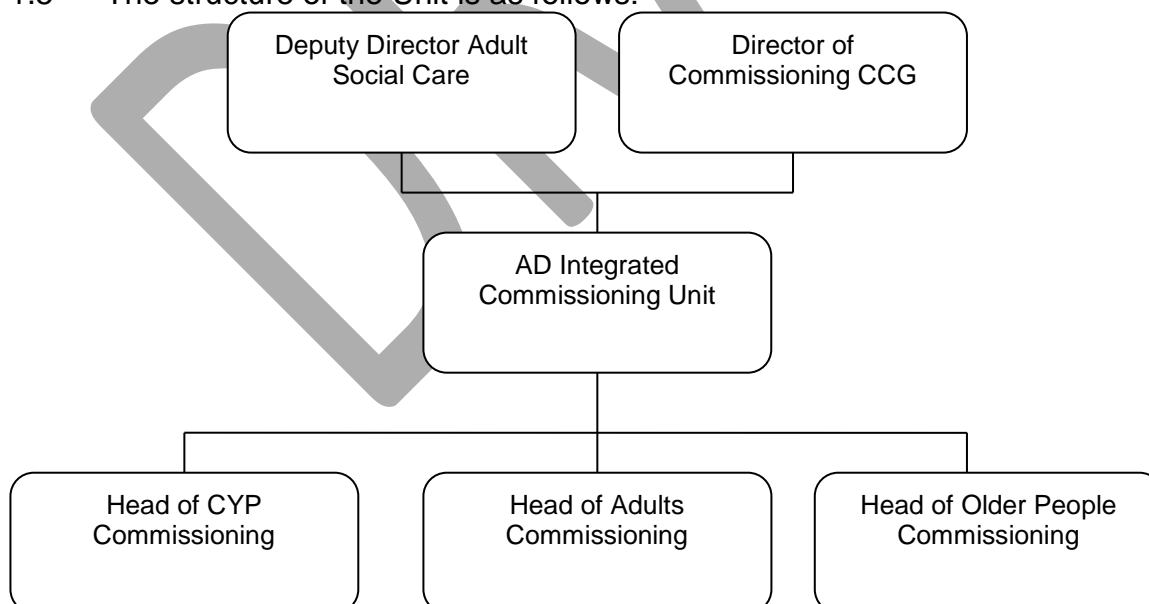 The structure of the Unit is as follows:
Deputy Director Adult
Social Care
Director of
Commissioning CCG
AD Integrated
Commissioning Unit
Head of CYP
Commissioning
Head of Adults
Commissioning
Head of Older People
Commissioning